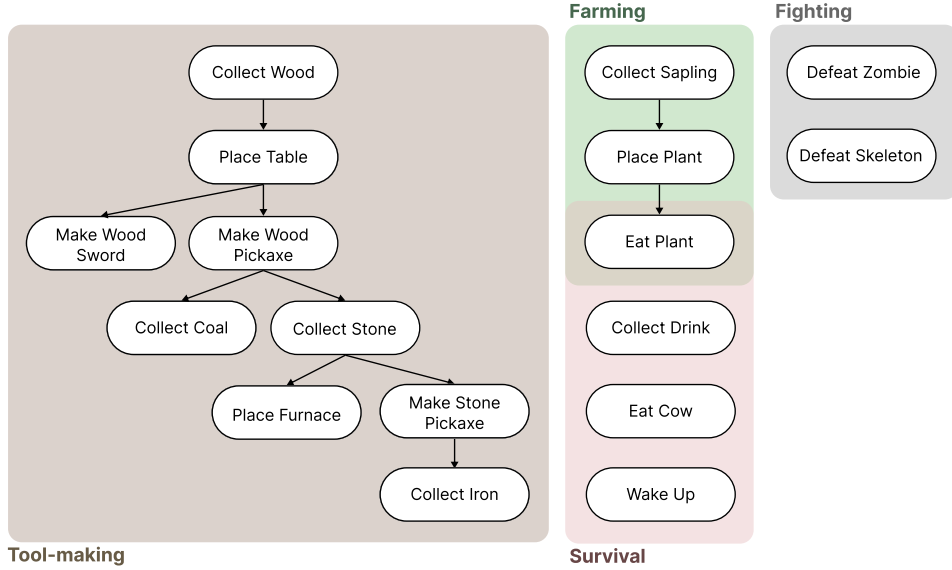 Farming
Fighting
Collect Wood
Collect Sapling
Defeat Zombie
Place Table
Place Plant
Defeat Skeleton
Make Wood
Sword
Make Wood
Pickaxe
Eat Plant
Collect Coal
Collect Stone
Collect Drink
Place Furnace
Make Stone
Pickaxe
Eat Cow
Collect Iron
Wake Up
Tool-making
Survival